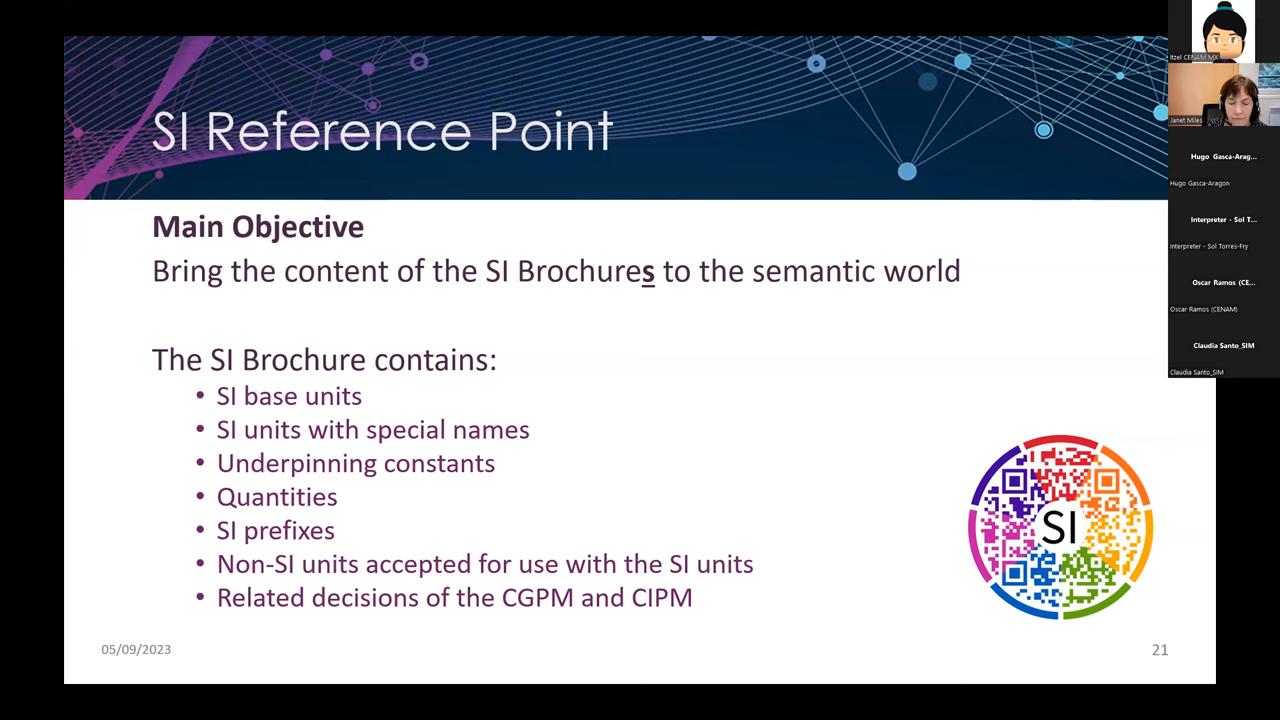 SI Reference Point
Main Objective
Bring the content of the SI Brochures to the semantic world
The SI Brochure contains:
• SI base units
• SI units with special names
• Underpinning constants
• Quantities
• SI prefixes
• Non-SI units accepted for use with the SI units
• Related decisions of the CGPM and CIPM
SI
05/09/2023
21
Itzel CENAM MX
Janet Miles
Hugo Gasca-Arag...
Hugo Gasca-Aragon
Interpreter - Sol T...
Interpreter - Sol Torres-Fry
Oscar Ramos (CE...
Oscar Ramos (CENAM)
Claudia Santo_SIM
Claudia Santo_SIM